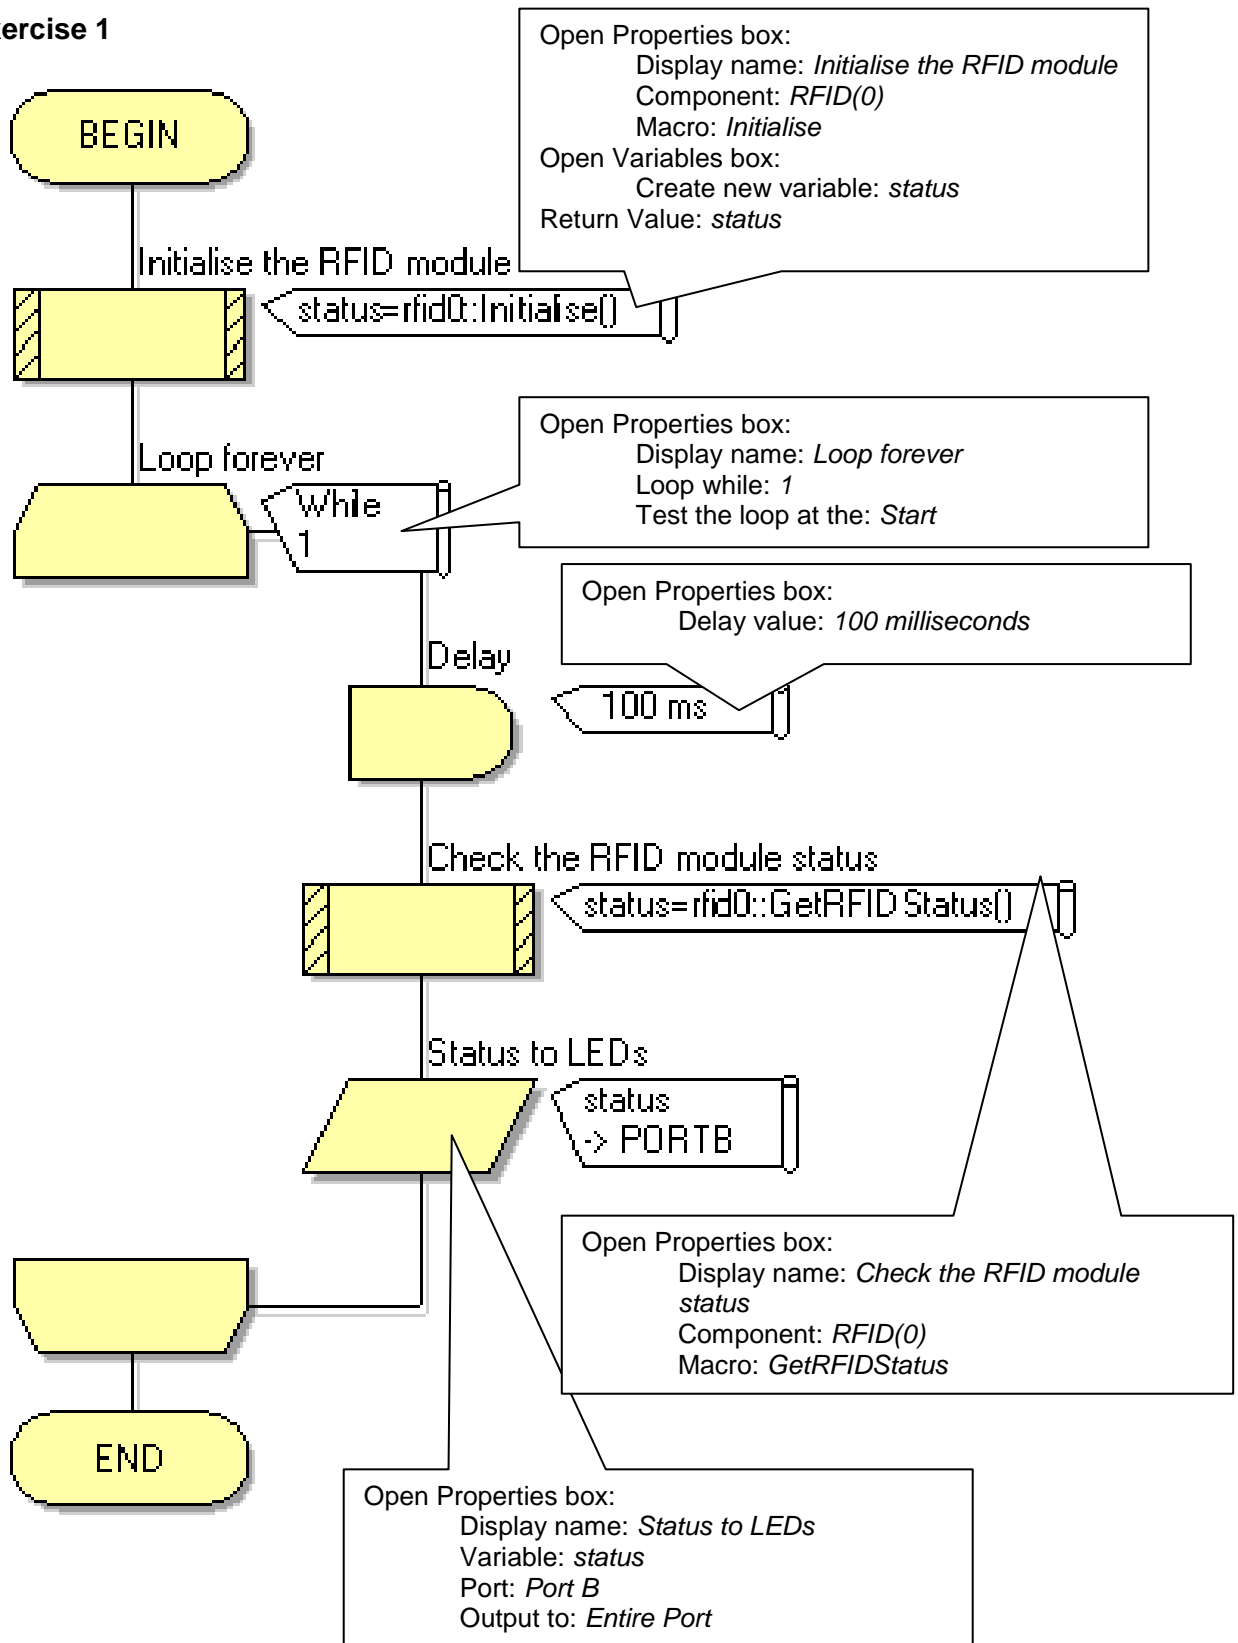 ercise 1
Open Properties box:
Display name: Initialise the RFID module
Component: RFID(0)
Macro: Initialise
Open Variables box:
Create new variable: status
Return Value: status
BEGIN
Initialise the RFID module
status=rfid0::Initialise()
Open Properties box:
Display name: Loop forever
Loop while: 1
Test the loop at the: Start
Loop forever
While
1
Open Properties box:
Delay value: 100 milliseconds
Delay
100 ms
Check the RFID module status
status=rfid0::GetRFIDStatus()
Status to LEDs
status
-> PORTB
Open Properties box:
Display name: Check the RFID module
status
Component: RFID(0)
Macro: GetRFIDStatus
END
Open Properties box:
Display name: Status to LEDs
Variable: status
Port: Port B
Output to: Entire Port